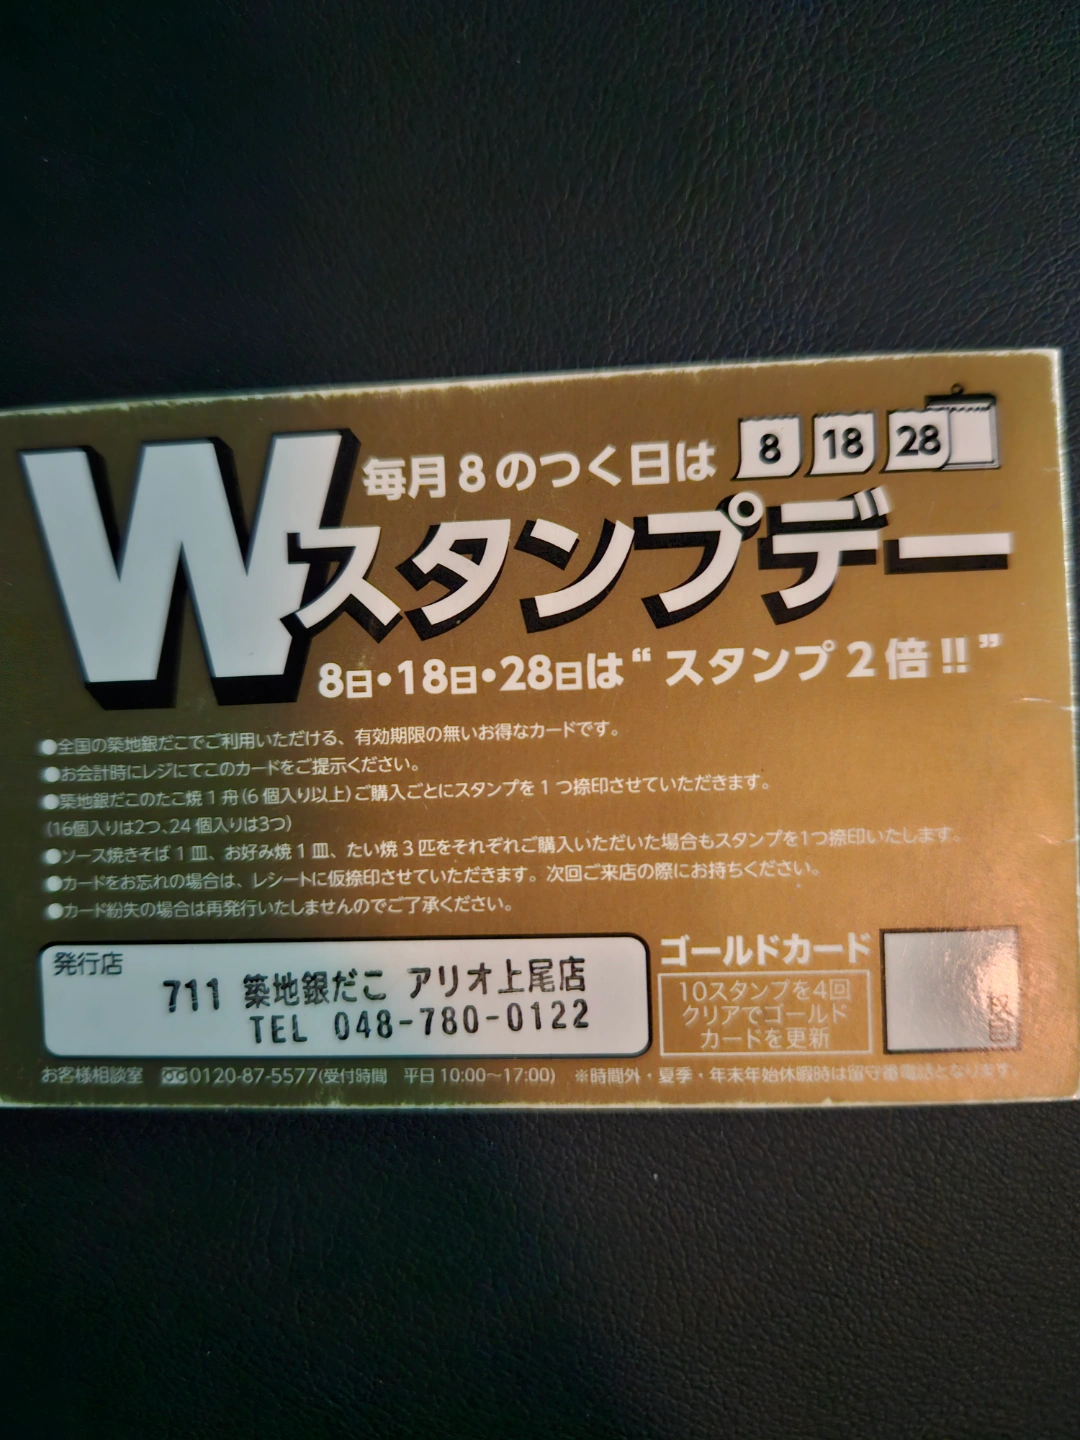 毎月8のつく日は 8 18 28
Wスタンプデー
8日・18日・28日は“スタンプ2倍!!”
●全国の築地銀だこでご利用いただける、有効期限の無いお得なカードです。
●お会計時にレジにてこのカードをご提示ください。
●築地銀だこのたこ焼1舟(6個入り以上)ご購入ごとにスタンプを1つ捺印させていただきます。
(16個入りは2つ、24個入りは3つ)
●ソース焼きそば1皿、お好み焼1皿、たい焼3匹をそれぞれご購入いただいた場合もスタンプを1つ捺印いたします。
●カードをお忘れの場合は、レシートに仮捺印させていただきます。次回ご来店の際にお持ちください。
●カード紛失の場合は再発行いたしませんのでご了承ください。
発行店
711 築地銀だこ アリオ上尾店
TEL 048-780-0122
ゴールドカード
10スタンプを4回
クリアでゴールド
カードを更新
枚目
お客様相談室 0120-87-5577(受付時間 平日10:00〜17:00) ※時間外・夏季・年末年始休暇時は留守番電話となります。